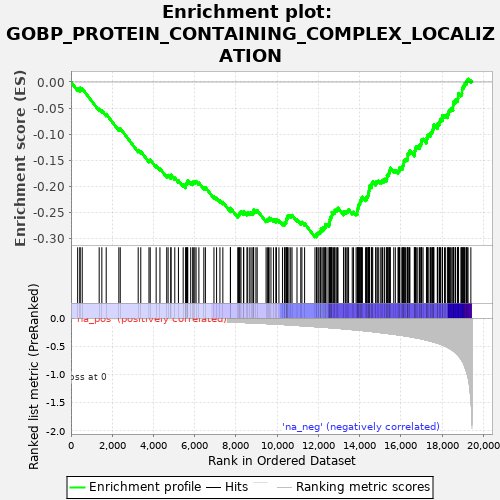 Enrichment plot:
GOBP_PROTEIN_CONTAINING_COMPLEX_LOCALIZ
ATION
Enrichment score (ES)
0.00
-0.05
-0.10
-0.15
-0.20
-0.25
-0.30
Ranked list metric (PreRanked)
0.0
-0.5
-1.0
-1.5
-2.0
'na_pos' (positively correlated)
oss at 0
'na_neg' (negatively correlated)
0
2,000
4,000
6,000
8,000
10,000
12,000
14,000
16,000
18,000
20,000
Rank in Ordered Dataset
Enrichment profile
Hits
Ranking metric scores